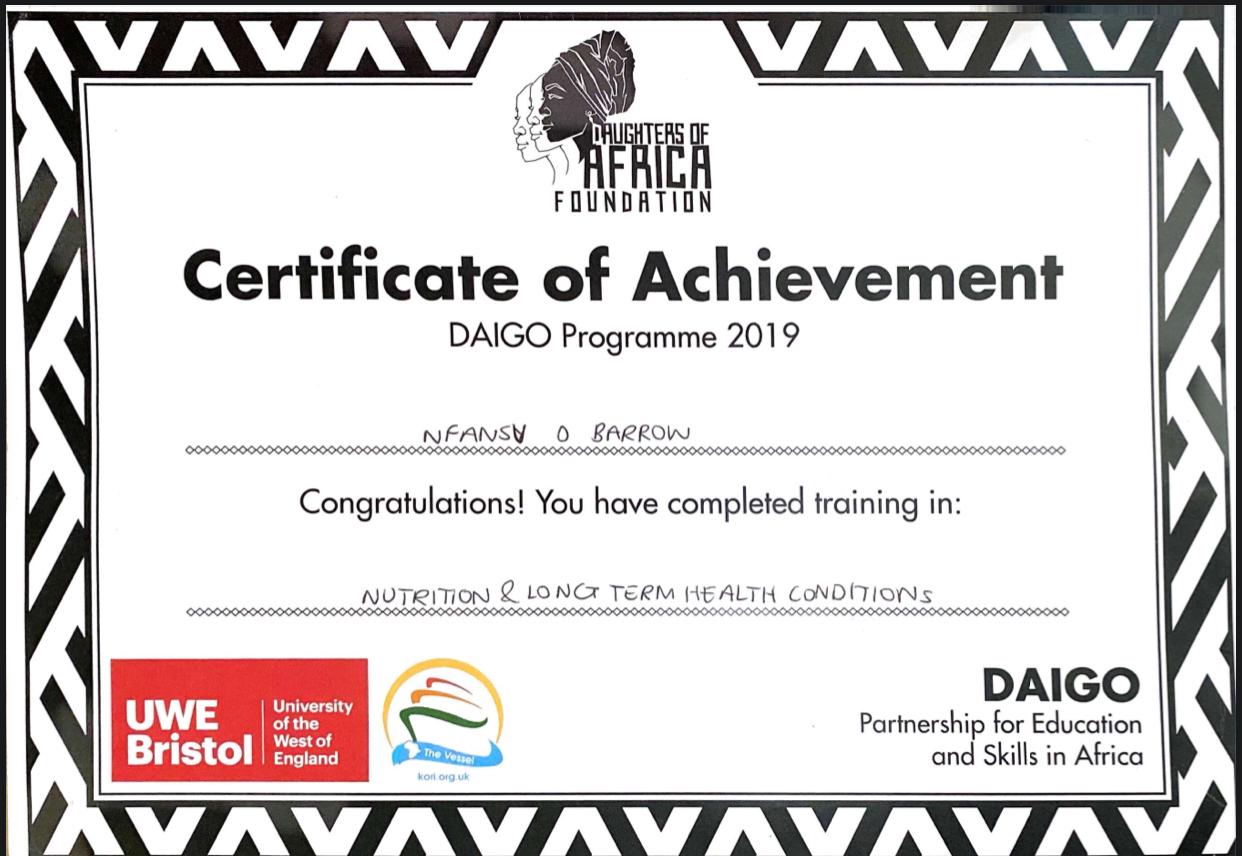 DAUGHTERS OF
AFRICA
FOUNDATION
Certificate of Achievement
DAIGO Programme 2019
NFANSY O BARROW
Congratulations! You have completed training in:
NUTRITION & LONG TERM HEALTH CONDITIONS
UWE
Bristol
University
of the
West of
England
The Vessel
kori.org.uk
DAIGO
Partnership for Education
and Skills in Africa